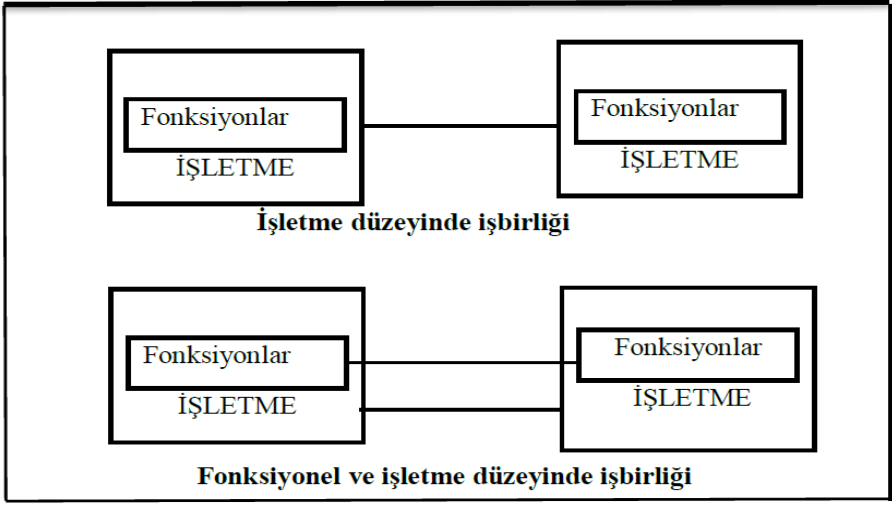 Fonksiyonlar
İŞLETME
Fonksiyonlar
İŞLETME
İşletme düzeyinde işbirliği
Fonksiyonlar
İŞLETME
Fonksiyonlar
İŞLETME
Fonksiyonel ve işletme düzeyinde işbirliği